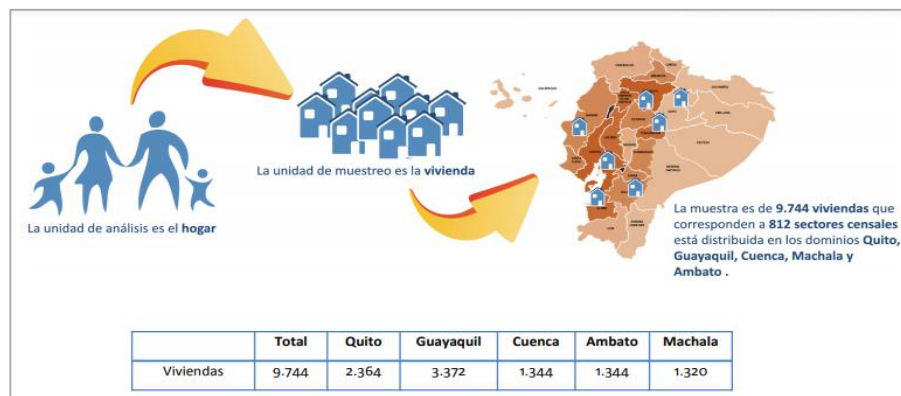 La unidad de análisis es el hogar
La unidad de muestreo es la vivienda
La muestra es de 9.744 viviendas que
corresponden a 812 sectores censales
está distribuida en los dominios Quito,
Guayaquil, Cuenca, Machala y
Ambato .
Total Quito Guayaquil Cuenca Ambato Machala
Viviendas 9.744 2.364 3.372 1.344 1.344 1.320